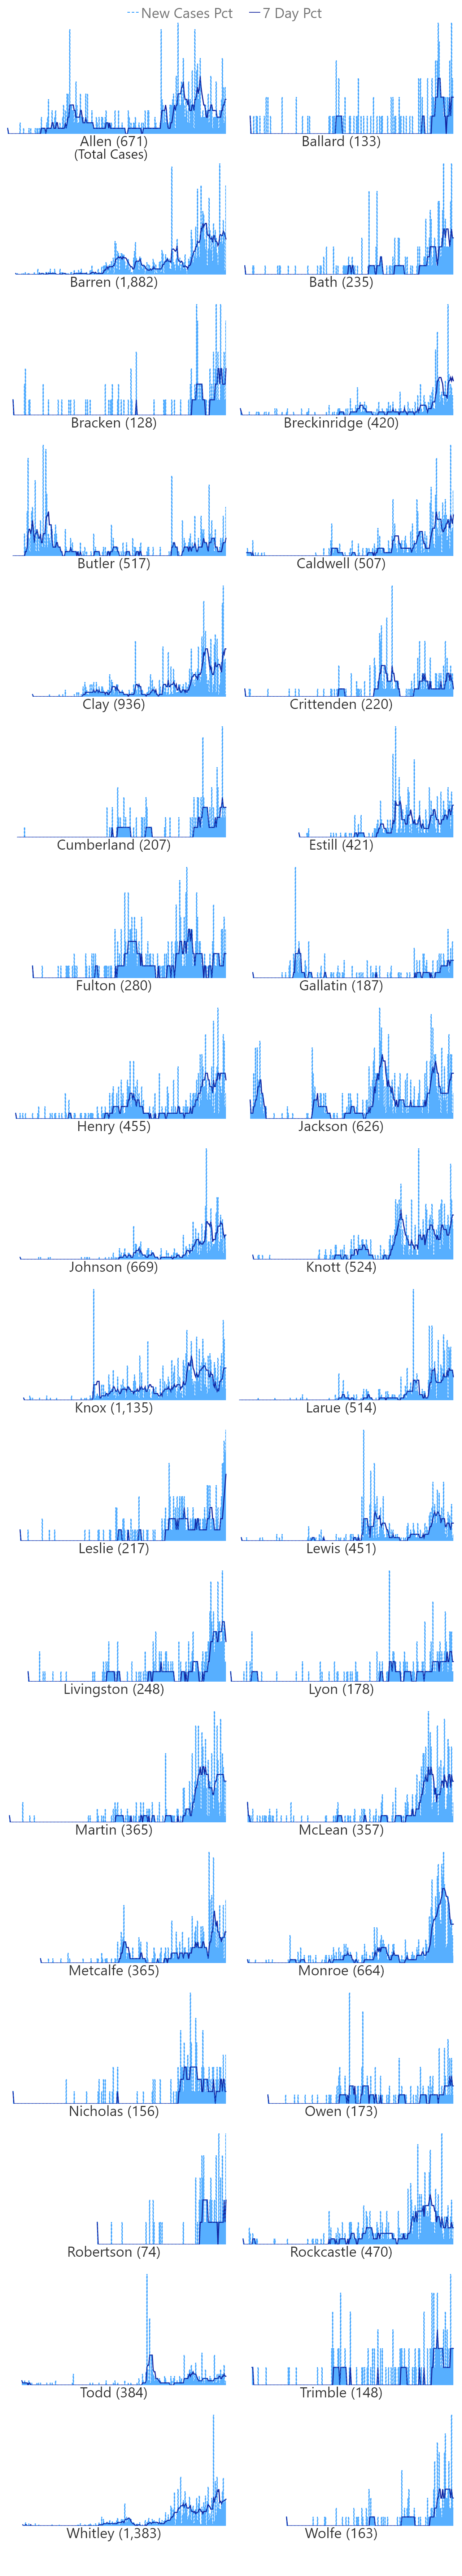 New Cases Pct 7 Day Pct
Allen (671) Ballard (133)
(Total Cases)
Barren (1,882) Bath (235)
Bracken (128) Breckinridge (420)
Butler (517) Caldwell (507)
Clay (936) Crittenden (220)
Cumberland (207) Estill (421)
Fulton (280) Gallatin (187)
Henry (455) Jackson (626)
Johnson (669) Knott (524)
Knox (1,135) Larue (514)
Leslie (217) Lewis (451)
Livingston (248) Lyon (178)
Martin (365) McLean (357)
Metcalfe (365) Monroe (664)
Nicholas (156) Owen (173)
Robertson (74) Rockcastle (470)
Todd (384) Trimble (148)
Whitley (1,383) Wolfe (163)